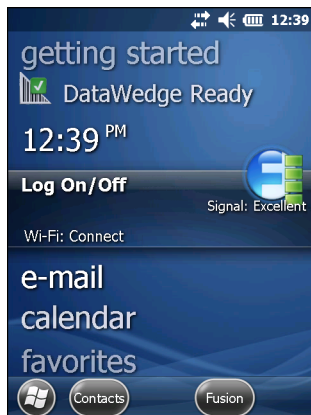 12:39
getting started
DataWedge Ready
12:39 PM
Log On/Off
Signal: Excellent
Wi-Fi: Connect
e-mail
calendar
favorites
Contacts
Fusion